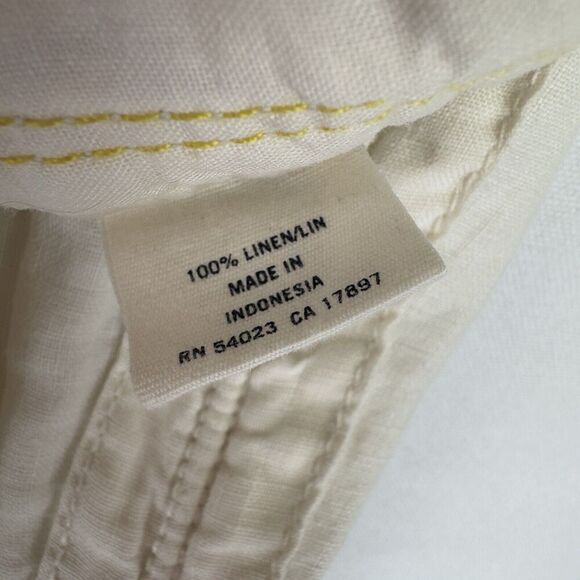 100% LINEN/LIN
MADE IN
INDONESIA
RN 54023 CA 17897